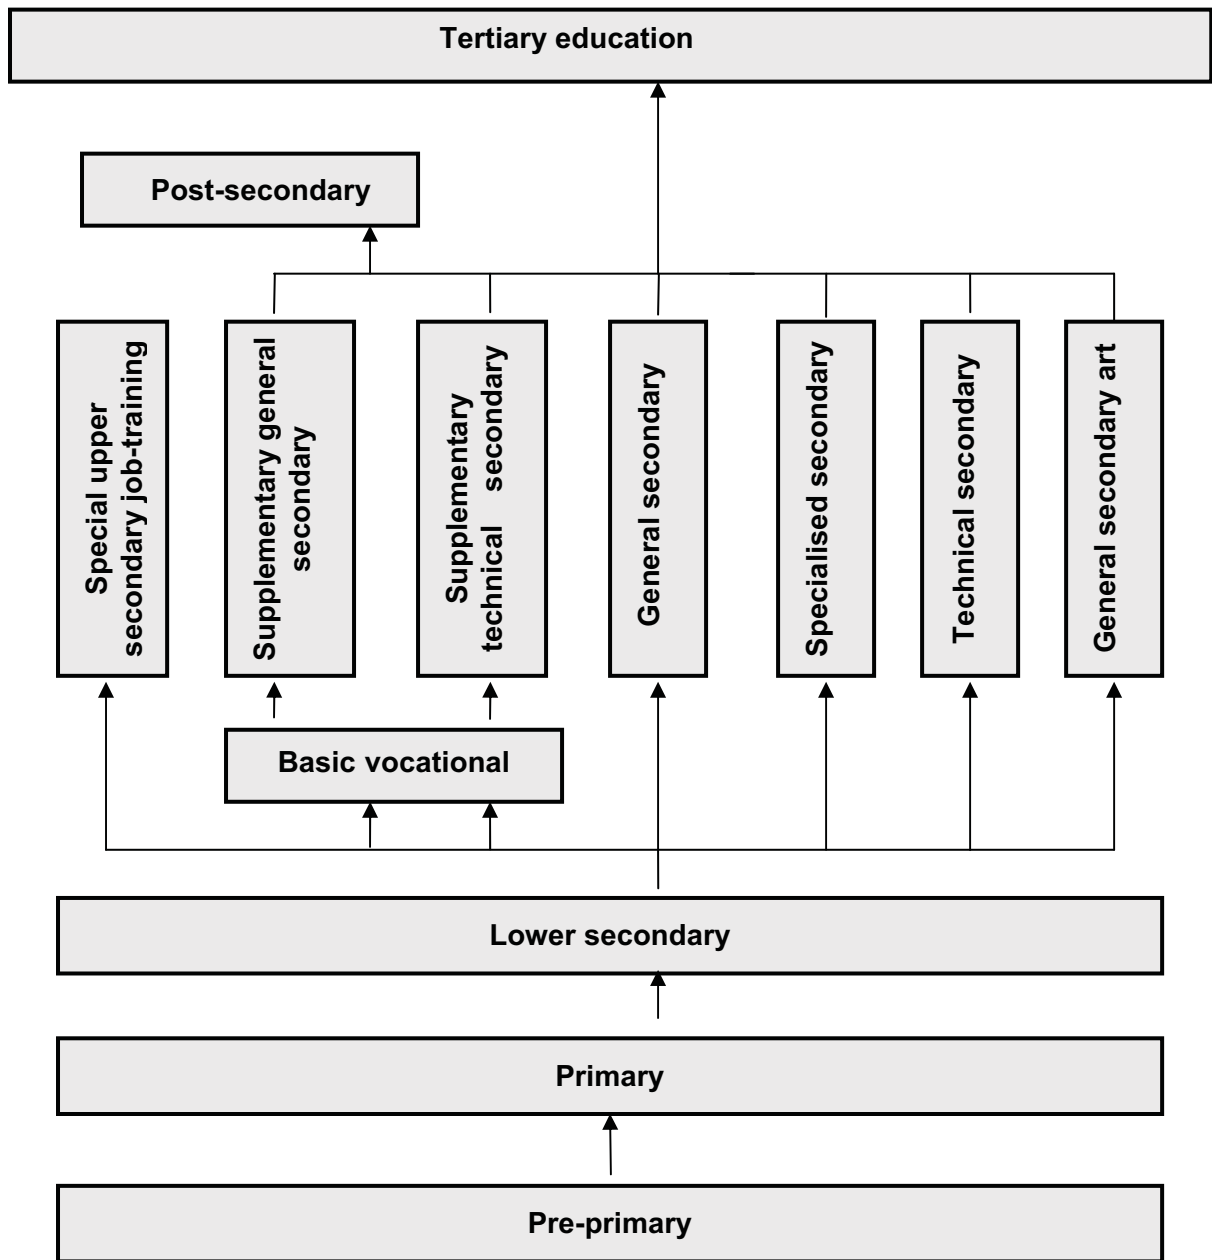 Tertiary education
Post-secondary
Special upper
secondary job-training
Supplementary general
secondary
Supplementary
technical secondary
General secondary
Specialised secondary
Technical secondary
General secondary art
Basic vocational
Lower secondary
Primary
Pre-primary